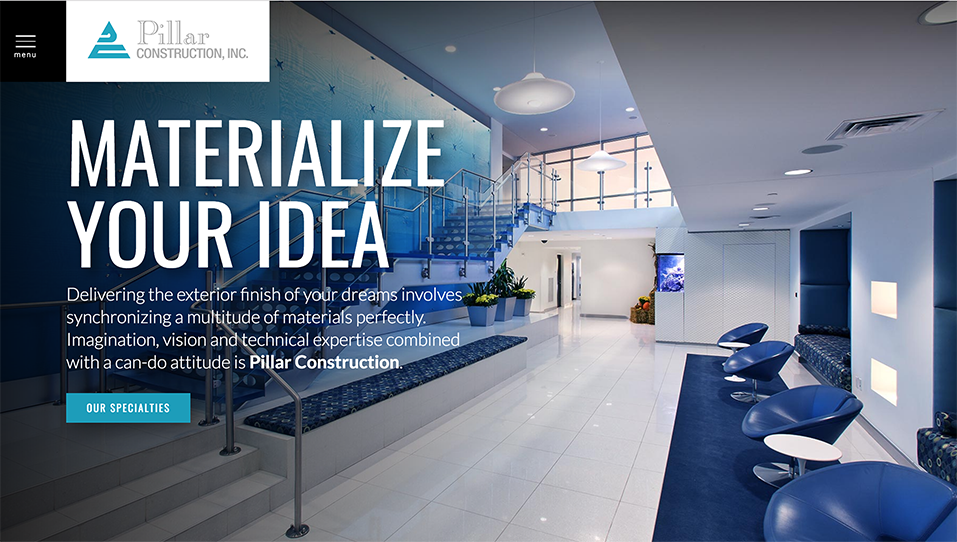 menu
Pillar
CONSTRUCTION, INC.
MATERIALIZE
YOUR IDEA
Delivering the exterior finish of your dreams involves
synchronizing a multitude of materials perfectly.
Imagination, vision and technical expertise combined
with a can-do attitude is Pillar Construction.
OUR SPECIALTIES